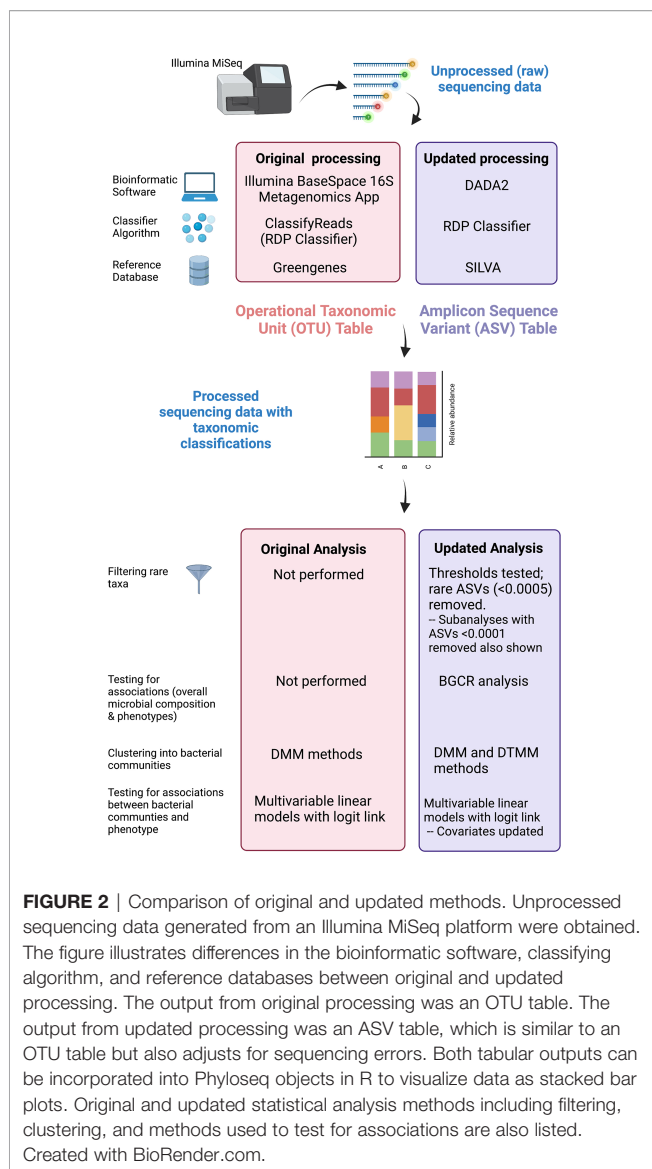 Illumina MiSeq
Unprocessed (raw)
sequencing data
Original processing
Updated processing
Bioinformatic
Software
Illumina BaseSpace 16S
Metagenomics App
DADA2
Classifier
Algorithm
ClassifyReads
(RDP Classifier)
RDP Classifier
Reference
Database
Greengenes
SILVA
Operational Taxonomic
Unit (OTU) Table
Amplicon Sequence
Variant (ASV) Table
Processed
sequencing data with
taxonomic
classifications
Relative abundance
A
B
C
Original Analysis
Updated Analysis
Filtering rare
taxa
Not performed
Thresholds tested;
rare ASVs (<0.0005)
removed.
– Subanalyses with
ASVs <0.0001
removed also shown
Testing for
associations (overall
microbial composition
& phenotypes)
Not performed
BGCR analysis
Clustering into bacterial
communities
DMM methods
DMM and DTMM
methods
Testing for associations
between bacterial
communties and
phenotype
Multivariable linear
models with logit link
Multivariable linear
models with logit link
– Covariates updated
FIGURE 2 | Comparison of original and updated methods. Unprocessed
sequencing data generated from an Illumina MiSeq platform were obtained.
The figure illustrates differences in the bioinformatic software, classifying
algorithm, and reference databases between original and updated
processing. The output from original processing was an OTU table. The
output from updated processing was an ASV table, which is similar to an
OTU table but also adjusts for sequencing errors. Both tabular outputs can
be incorporated into Phyloseq objects in R to visualize data as stacked bar
plots. Original and updated statistical analysis methods including filtering,
clustering, and methods used to test for associations are also listed.
Created with BioRender.com.